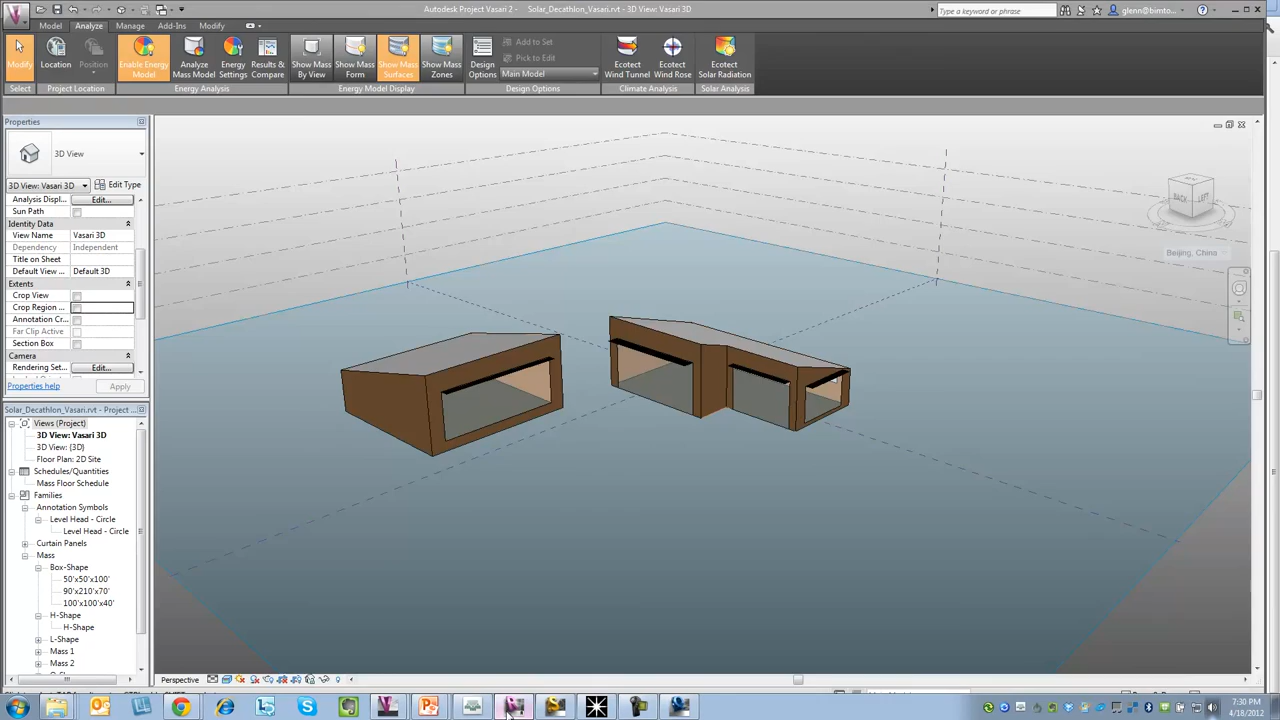 Autodesk Project Vasari 2 - Solar_Decathlon_Vasari.rvt - 3D View: Vasari 3D
Type a keyword or phrase
glenn@bimto...
Model Analyze Manage Add-Ins Modify
Modify
Location
Position
Enable Energy Model
Analyze Mass Model
Energy Settings
Results & Compare
Show Mass By View
Show Mass Form
Show Mass Surfaces
Show Mass Zones
Design Options
Add to Set
Pick to Edit
Main Model
Ecotect Wind Tunnel
Ecotect Wind Rose
Ecotect Solar Radiation
Select Project Location Energy Analysis Energy Model Display Design Options Climate Analysis Solar Analysis
Properties
3D View
3D View: Vasari 3D Edit Type
Analysis Displ... Edit...
Sun Path
Identity Data
View Name Vasari 3D
Dependency Independent
Title on Sheet
Default View ... Default 3D
Extents
Crop View
Crop Region ...
Annotation Cr...
Far Clip Active
Section Box
Camera
Rendering Set... Edit...
Properties help Apply
Solar_Decathlon_Vasari.rvt - Project ...
Views (Project)
3D View: Vasari 3D
3D View: {3D}
Floor Plan: 2D Site
Schedules/Quantities
Mass Floor Schedule
Families
Annotation Symbols
Level Head - Circle
Level Head - Circle
Curtain Panels
Mass
Box-Shape
50'x50'x100'
90'x210'x70'
100'x100'x40'
H-Shape
H-Shape
L-Shape
Mass 1
Mass 2
BACK LEFT
Beijing, China
Perspective
7:30 PM
4/18/2012